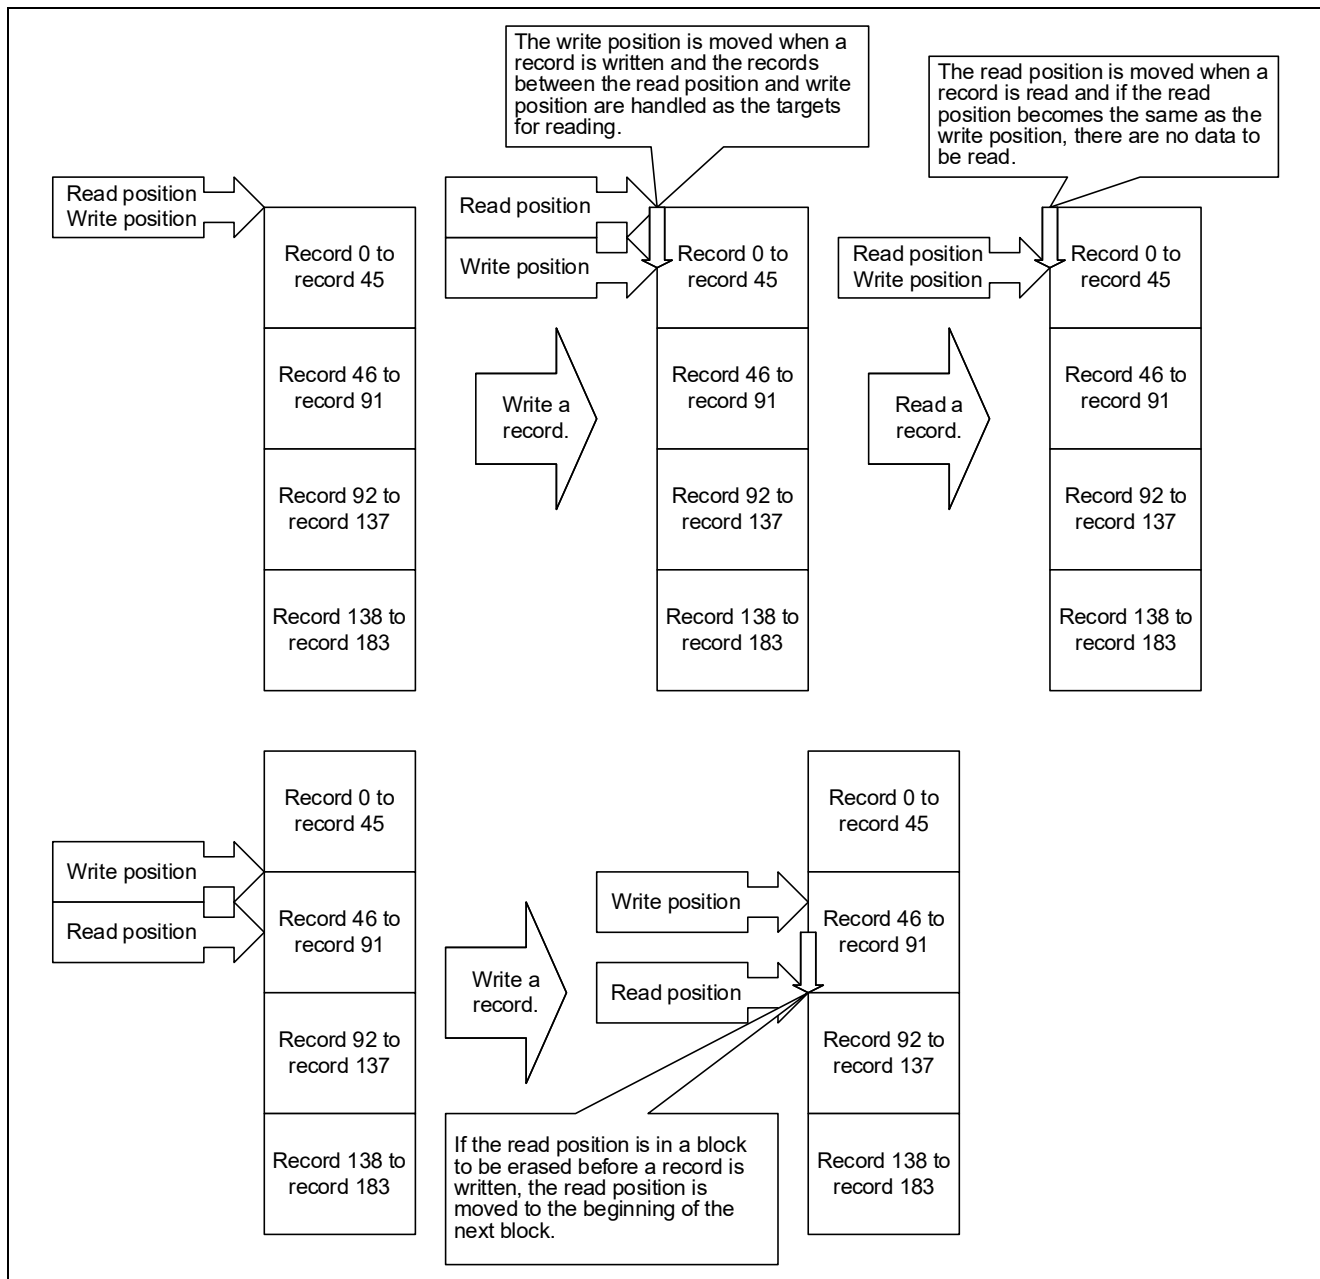 The write position is moved when a
record is written and the records
between the read position and write
position are handled as the targets
for reading.
The read position is moved when a
record is read and if the read
position becomes the same as the
write position, there are no data to
be read.
Read position
Write position
Record 0 to
record 45
Record 46 to
record 91
Record 92 to
record 137
Record 138 to
record 183
Write a
record.
Read position
Write position
Record 0 to
record 45
Record 46 to
record 91
Record 92 to
record 137
Record 138 to
record 183
Read a
record.
Read position
Write position
Record 0 to
record 45
Record 46 to
record 91
Record 92 to
record 137
Record 138 to
record 183
Write position
Read position
Record 0 to
record 45
Record 46 to
record 91
Record 92 to
record 137
Record 138 to
record 183
Write a
record.
Write position
Read position
Record 0 to
record 45
Record 46 to
record 91
Record 92 to
record 137
Record 138 to
record 183
If the read position is in a block
to be erased before a record is
written, the read position is
moved to the beginning of the
next block.